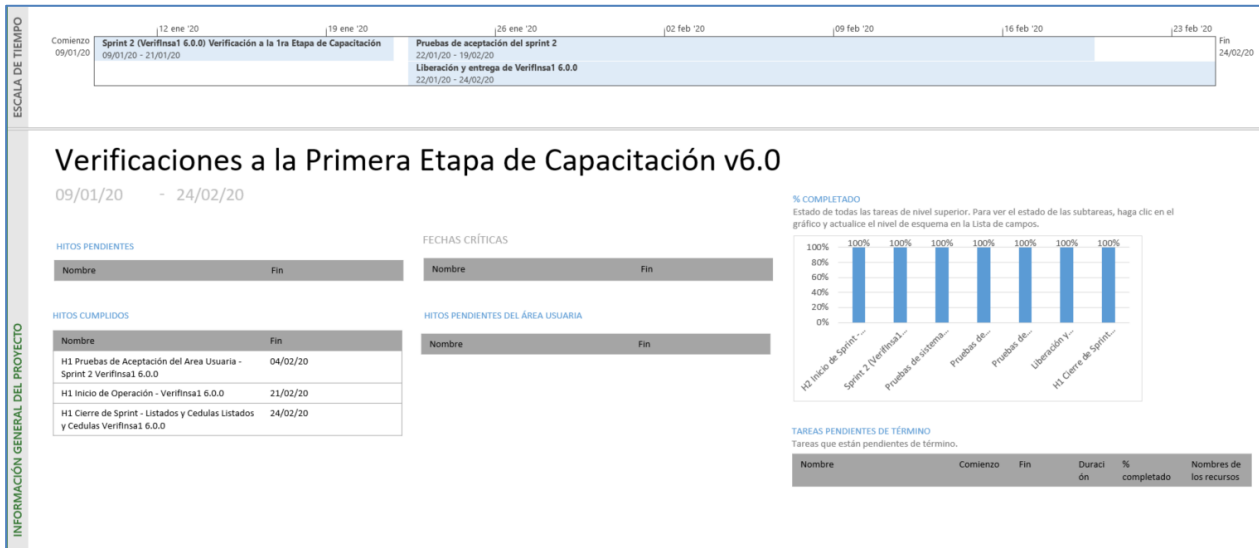 ESCALA DE TIEMPO
12 ene '20
19 ene '20
26 ene '20
02 feb '20
09 feb '20
16 feb '20
23 feb '20
Comienzo
09/01/20
Sprint 2 (VerifInsa1 6.0.0) Verificación a la 1ra Etapa de Capacitación
09/01/20 - 21/01/20
Pruebas de aceptación del sprint 2
22/01/20 - 19/02/20
Liberación y entrega de VerifInsa1 6.0.0
22/01/20 - 24/02/20
Fin
24/02/20
INFORMACIÓN GENERAL DEL PROYECTO
Verificaciones a la Primera Etapa de Capacitación v6.0
09/01/20 - 24/02/20
HITOS PENDIENTES
Nombre Fin
HITOS CUMPLIDOS
Nombre Fin
H1 Pruebas de Aceptación del Area Usuaria - 04/02/20
Sprint 2 VerifInsa1 6.0.0
H1 Inicio de Operación - VerifInsa1 6.0.0 21/02/20
H1 Cierre de Sprint - Listados y Cedulas Listados 24/02/20
y Cedulas VerifInsa1 6.0.0
FECHAS CRÍTICAS
Nombre Fin
HITOS PENDIENTES DEL ÁREA USUARIA
Nombre Fin
% COMPLETADO
Estado de todas las tareas de nivel superior. Para ver el estado de las subtareas, haga clic en el
gráfico y actualice el nivel de esquema en la Lista de campos.
100% 100% 100% 100% 100% 100% 100%
100%
80%
60%
40%
20%
0%
H2 Inicio de Sprint -...
Sprint 2 (VerifInsa1...
Pruebas de sistema...
Pruebas de...
Pruebas de...
Liberación y...
H1 Cierre de Sprint...
TAREAS PENDIENTES DE TÉRMINO
Tareas que están pendientes de término.
Nombre Comienzo Fin Duraci % Nombres de
ón completado los recursos